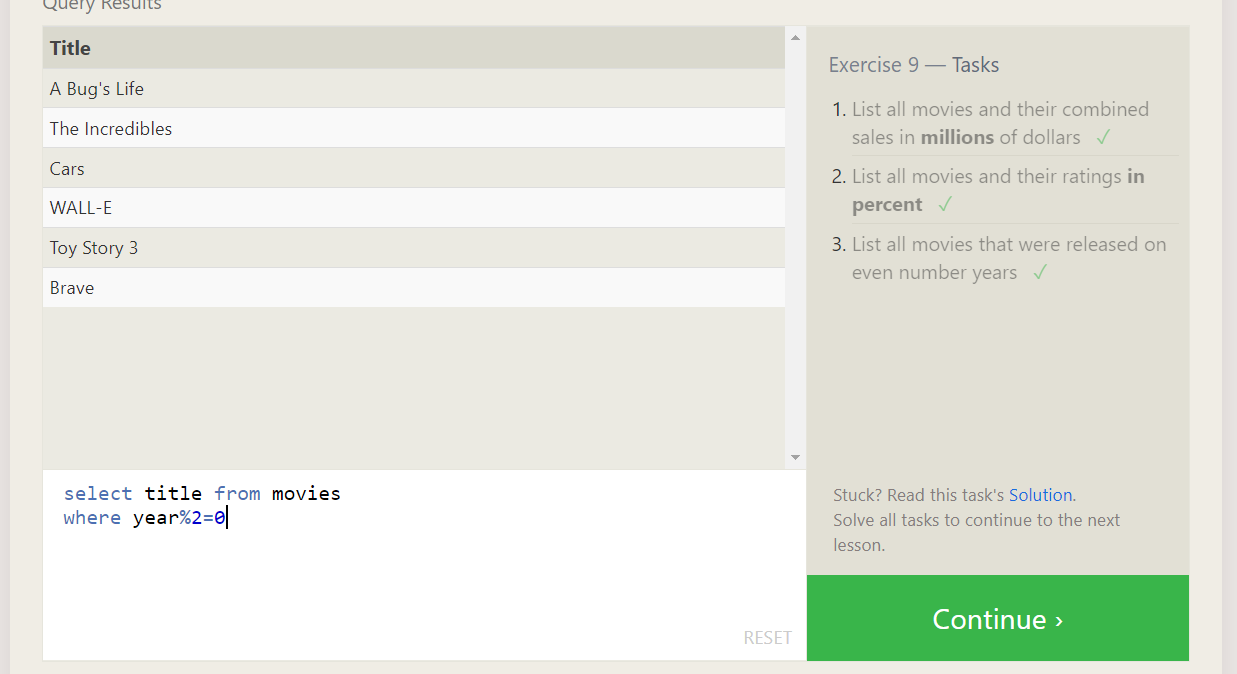 Query Results
Title
A Bug's Life
The Incredibles
Cars
WALL-E
Toy Story 3
Brave
select title from movies
where year%2=0
RESET
Exercise 9 — Tasks
1. List all movies and their combined
sales in millions of dollars ✓
2. List all movies and their ratings in
percent ✓
3. List all movies that were released on
even number years ✓
Stuck? Read this task's Solution.
Solve all tasks to continue to the next
lesson.
Continue ›